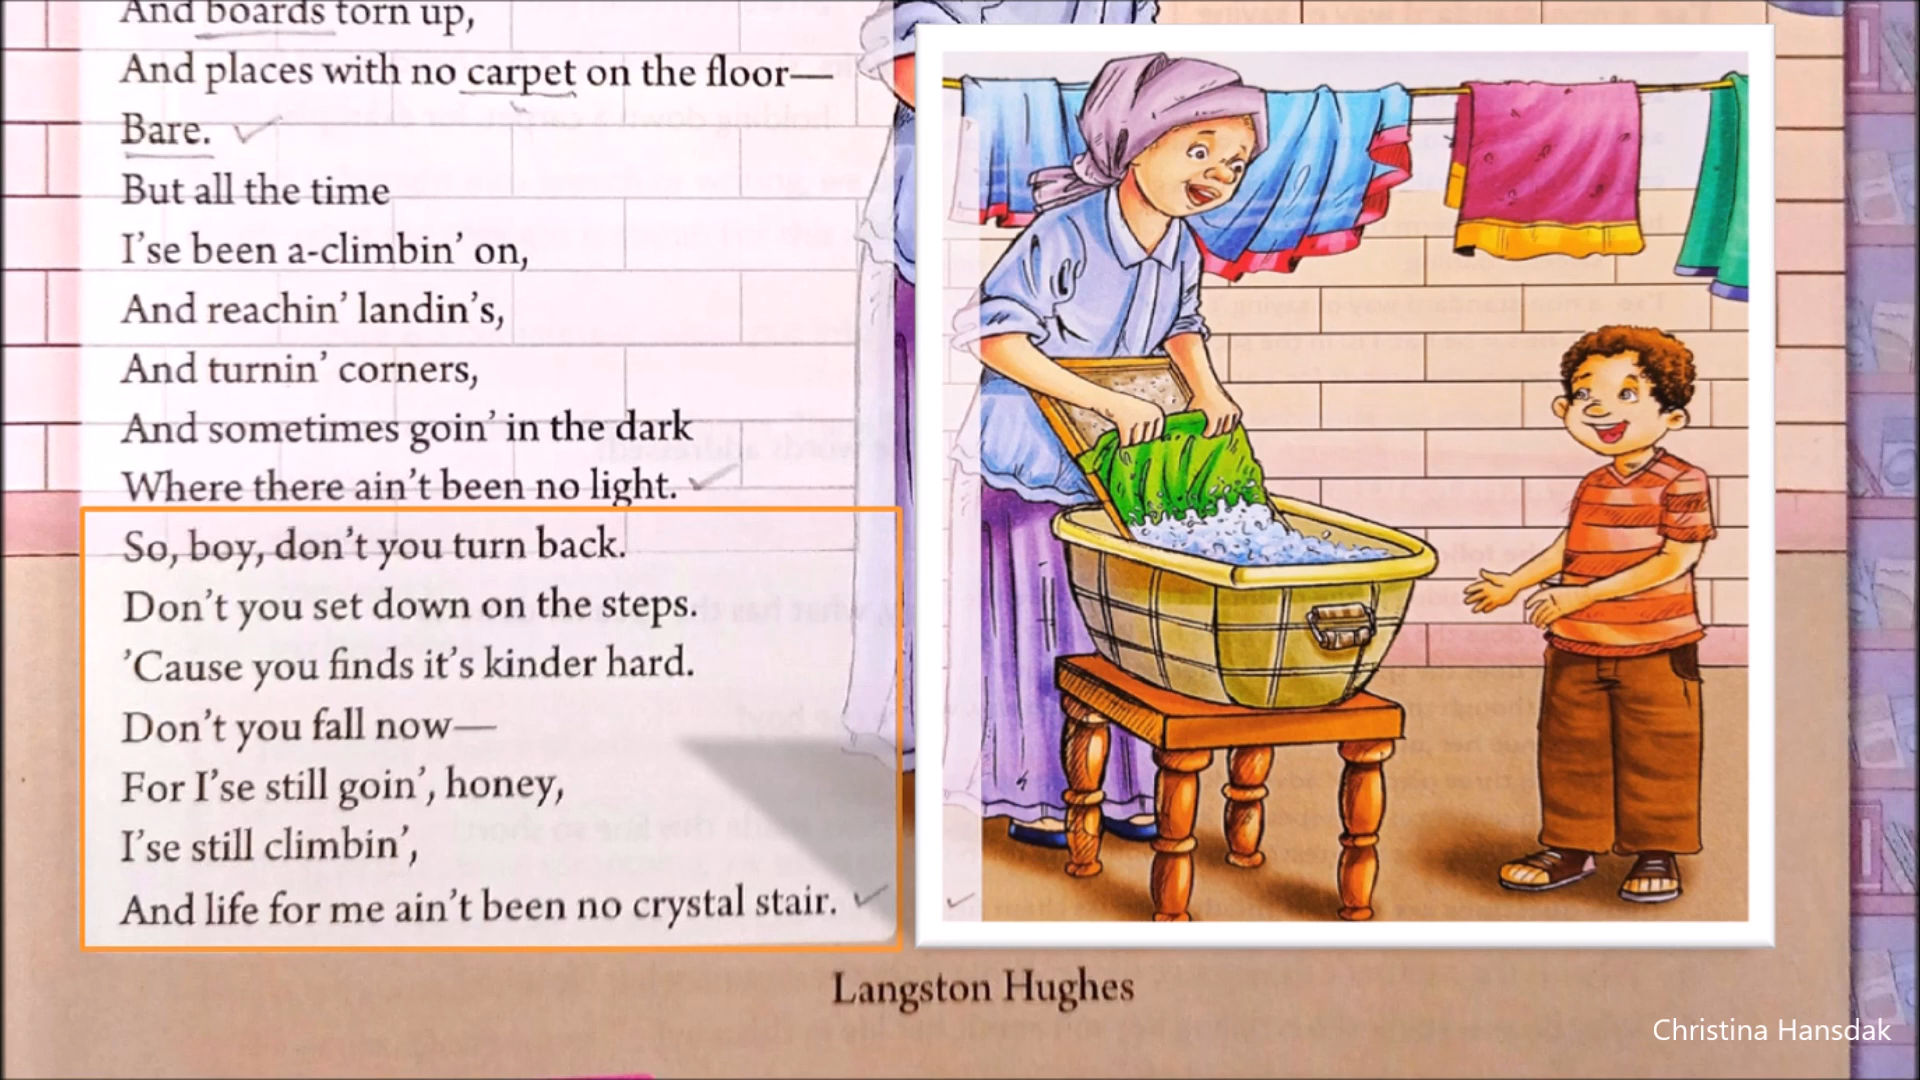 And boards torn up,
And places with no carpet on the floor—
Bare.
But all the time
I’se been a-climbin’ on,
And reachin’ landin’s,
And turnin’ corners,
And sometimes goin’ in the dark
Where there ain’t been no light.
So, boy, don’t you turn back.
Don’t you set down on the steps.
’Cause you finds it’s kinder hard.
Don’t you fall now—
For I’se still goin’, honey,
I’se still climbin’,
And life for me ain’t been no crystal stair.
Langston Hughes
Christina Hansdak